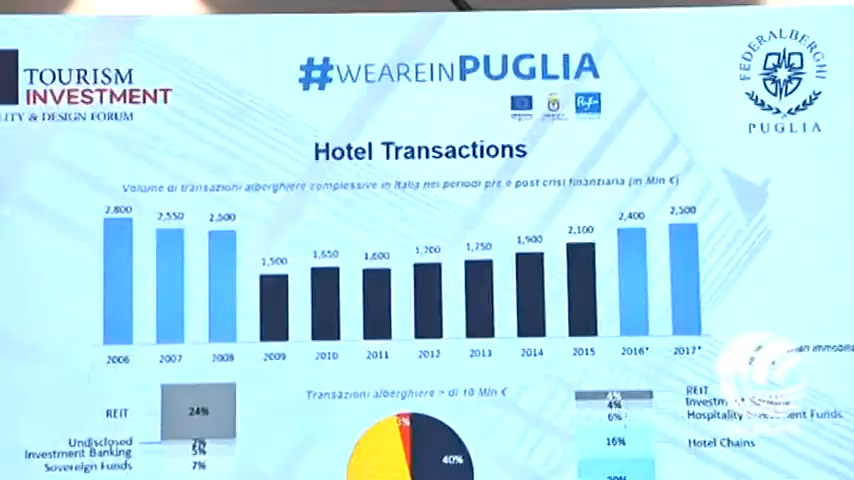 TOURISM
INVESTMENT
LITY & DESIGN FORUM
#WEAREINPUGLIA
FEDERALBERGHI
PUGLIA
Hotel Transactions
Volume di transazioni alberghiere complessive in Italia nei periodi pre e post crisi finanziaria (in Mln €)
2,800 2,550 2,500 1,500 1,650 1,600 1,700 1,750 1,900 2,100 2,400 2,500
2006 2007 2008 2009 2010 2011 2012 2013 2014 2015 2016* 2017*
Transazioni alberghiere > di 10 Mln €
REIT 24%
Undisclosed
Investment Banking 5%
Sovereign Funds 7%
40%
REIT
4%
6% Hospitality Investment Funds
16% Hotel Chains